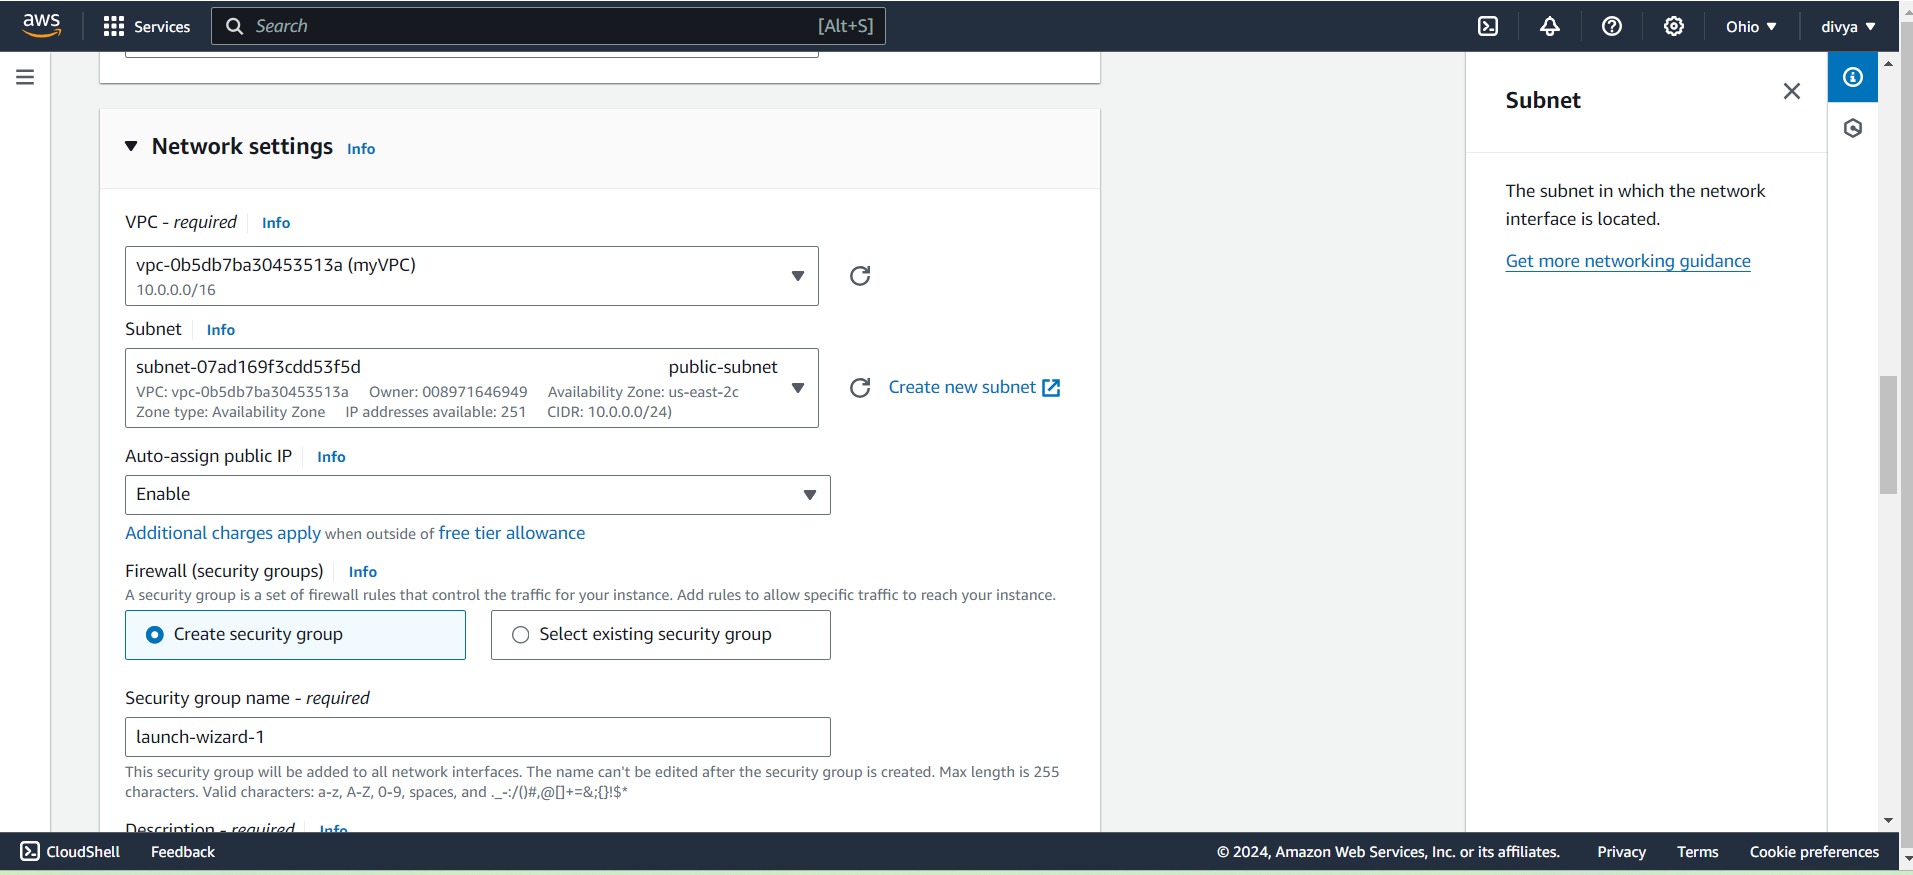 aws
Services
Search [Alt+S]
Ohio ▼
divya ▼
Network settings Info
VPC - required Info
vpc-0b5db7ba30453513a (myVPC)
10.0.0.0/16
Subnet Info
subnet-07ad169f3cdd53f5d public-subnet
VPC: vpc-0b5db7ba30453513a Owner: 008971646949 Availability Zone: us-east-2c
Zone type: Availability Zone IP addresses available: 251 CIDR: 10.0.0.0/24)
Create new subnet
Auto-assign public IP Info
Enable
Additional charges apply when outside of free tier allowance
Firewall (security groups) Info
A security group is a set of firewall rules that control the traffic for your instance. Add rules to allow specific traffic to reach your instance.
Create security group
Select existing security group
Security group name - required
launch-wizard-1
This security group will be added to all network interfaces. The name can't be edited after the security group is created. Max length is 255
characters. Valid characters: a-z, A-Z, 0-9, spaces, and ._-:/()#,@[]+=&;{}!$*
Description - required Info
Subnet
The subnet in which the network
interface is located.
Get more networking guidance
CloudShell
Feedback
© 2024, Amazon Web Services, Inc. or its affiliates.
Privacy
Terms
Cookie preferences